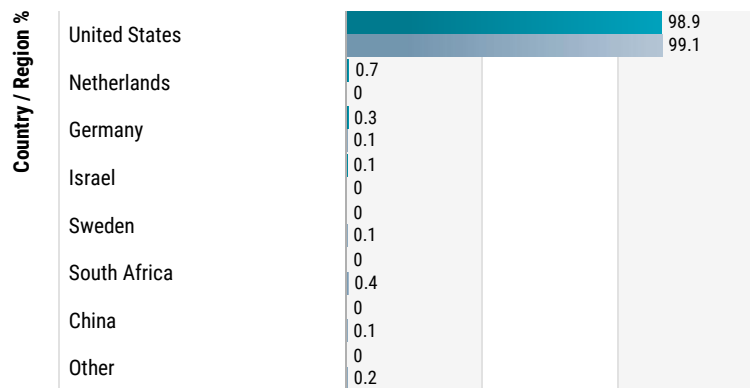 Country / Region %
United States
98.9
99.1
Netherlands
0.7
0
Germany
0.3
0.1
Israel
0.1
0
Sweden
0
0.1
South Africa
0
0.4
China
0
0.1
Other
0
0.2